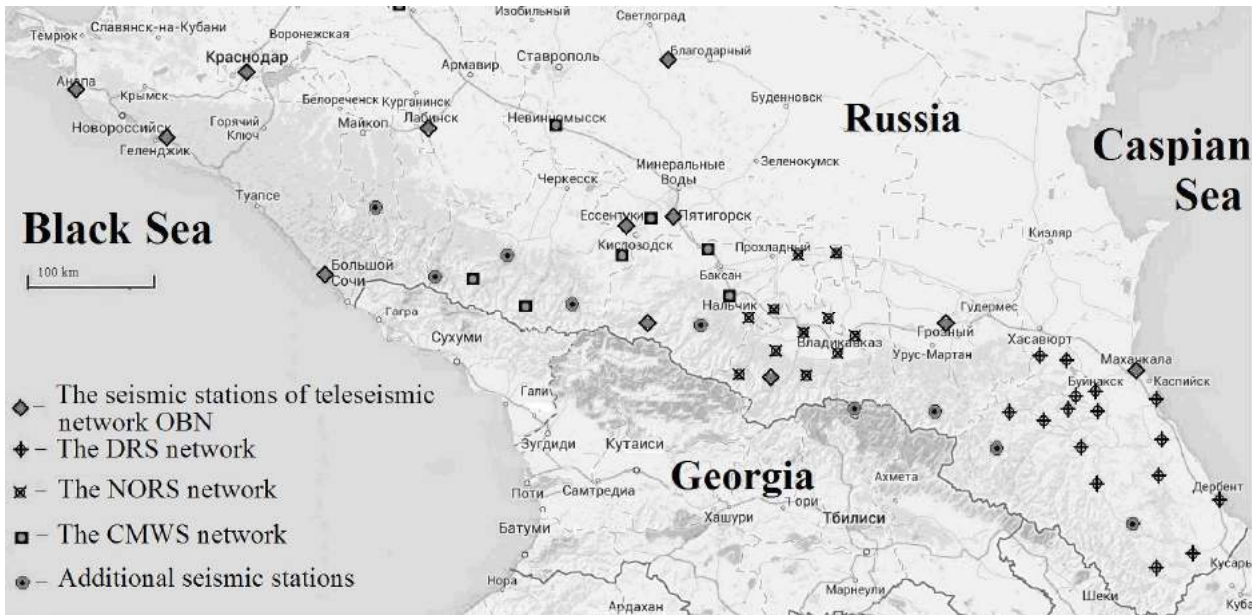 Изобильный
Светлоград
Темрюк
Славянск-на-Кубани
Воронежская
Краснодар
Ставрополь
Благодарный
Армавир
Анапа
Крымск
Белореченск
Курганинск
Буденновск
Новороссийск
Горячий
Ключ
Майкоп
Лабинск
Невинномысск
Russia
Геленджик
Минеральные
Воды
Зеленокумск
Caspian
Sea
Черкесск
Туапсе
Ессентуки
Пятигорск
Black Sea
Кисловодск
Прохладный
Кизляр
100 km
Большой
Сочи
Баксан
Нальчик
Гудермес
Гагра
Грозный
Сухуми
Владикавказ
Урус-Мартан
Хасавюрт
Махачкала
Буйнакск
Каспийск
Гали
– The seismic stations of teleseismic
network OBN
Зугдиди
Кутаиси
– The DRS network
Georgia
Ахмета
– The NORS network
Поти
Самтредиа
Гори
Дербент
Хашури
Тбилиси
Батуми
– The CMWS network
Кусары
– Additional seismic stations
Нора
Марнеули
Шеки
Ардахан
Куба